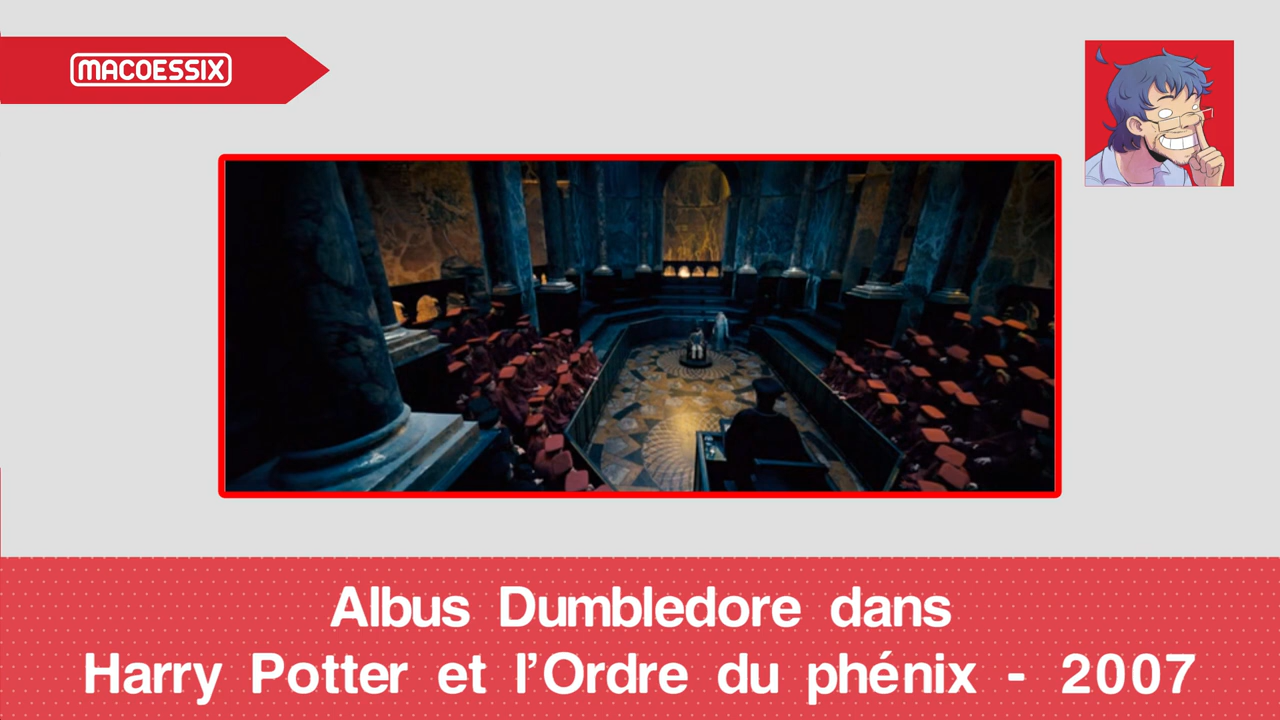 MACOESSIX
Albus Dumbledore dans
Harry Potter et l’Ordre du phénix - 2007